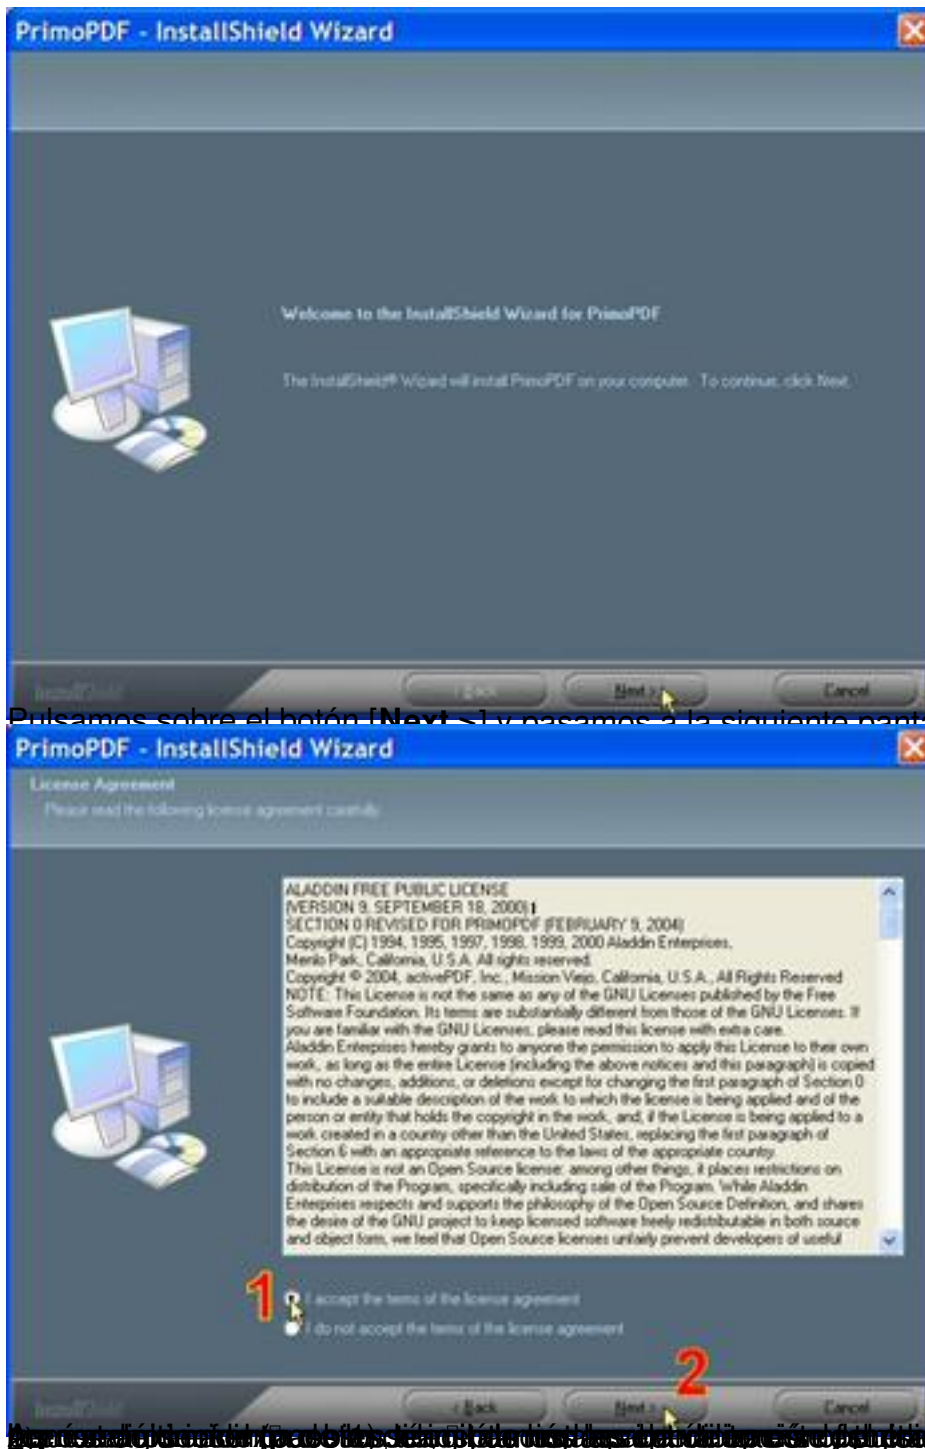 PrimoPDF - InstallShield Wizard
Welcome to the InstallShield Wizard for PrimoPDF
The InstallShield® Wizard will install PrimoPDF on your computer. To continue, click Next.
InstallShield
< Back
Next >
Cancel
Pulsamos sobre el botón [Next >] y pasamos a la siguiente pant
PrimoPDF - InstallShield Wizard
License Agreement
Please read the following license agreement carefully.
ALADDIN FREE PUBLIC LICENSE
(VERSION 9, SEPTEMBER 18, 2000)
SECTION 0 REVISED FOR PRIMOPDF (FEBRUARY 9, 2004)
Copyright (C) 1994, 1995, 1997, 1998, 1999, 2000 Aladdin Enterprises,
Menlo Park, California, U.S.A. All rights reserved.
Copyright © 2004, activePDF, Inc., Mission Viejo, California, U.S.A., All Rights Reserved
NOTE: This License is not the same as any of the GNU Licenses published by the Free
Software Foundation. Its terms are substantially different from those of the GNU Licenses. If
you are familiar with the GNU Licenses, please read this license with extra care.
Aladdin Enterprises hereby grants to anyone the permission to apply this License to their own
work, as long as the entire License (including the above notices and this paragraph) is copied
with no changes, additions, or deletions except for changing the first paragraph of Section 0
to include a suitable description of the work to which the license is being applied and of the
person or entity that holds the copyright in the work, and, if the License is being applied to a
work created in a country other than the United States, replacing the first paragraph of
Section 6 with an appropriate reference to the laws of the appropriate country.
This License is not an Open Source license: among other things, it places restrictions on
distribution of the Program, specifically including sale of the Program. While Aladdin
Enterprises respects and supports the philosophy of the Open Source Definition, and shares
the desire of the GNU project to keep licensed software freely redistributable in both source
and object form, we feel that Open Source licenses unfairly prevent developers of useful
1
I accept the terms of the license agreement
I do not accept the terms of the license agreement
2
InstallShield
< Back
Next >
Cancel